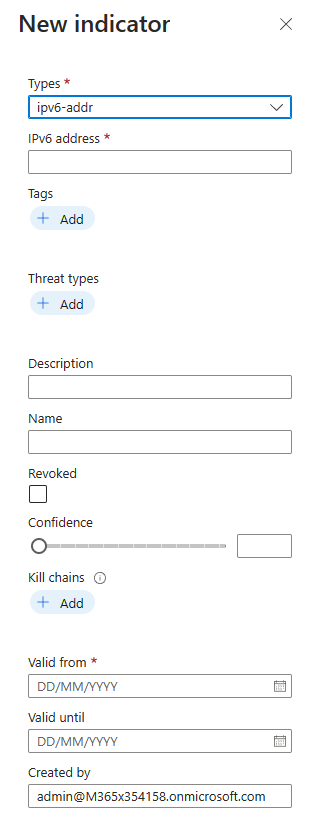 New indicator
Types *
ipv6-addr
IPv6 address *
Tags
+ Add
Threat types
+ Add
Description
Name
Revoked
Confidence
Kill chains
+ Add
Valid from *
DD/MM/YYYY
Valid until
DD/MM/YYYY
Created by
admin@M365x354158.onmicrosoft.com